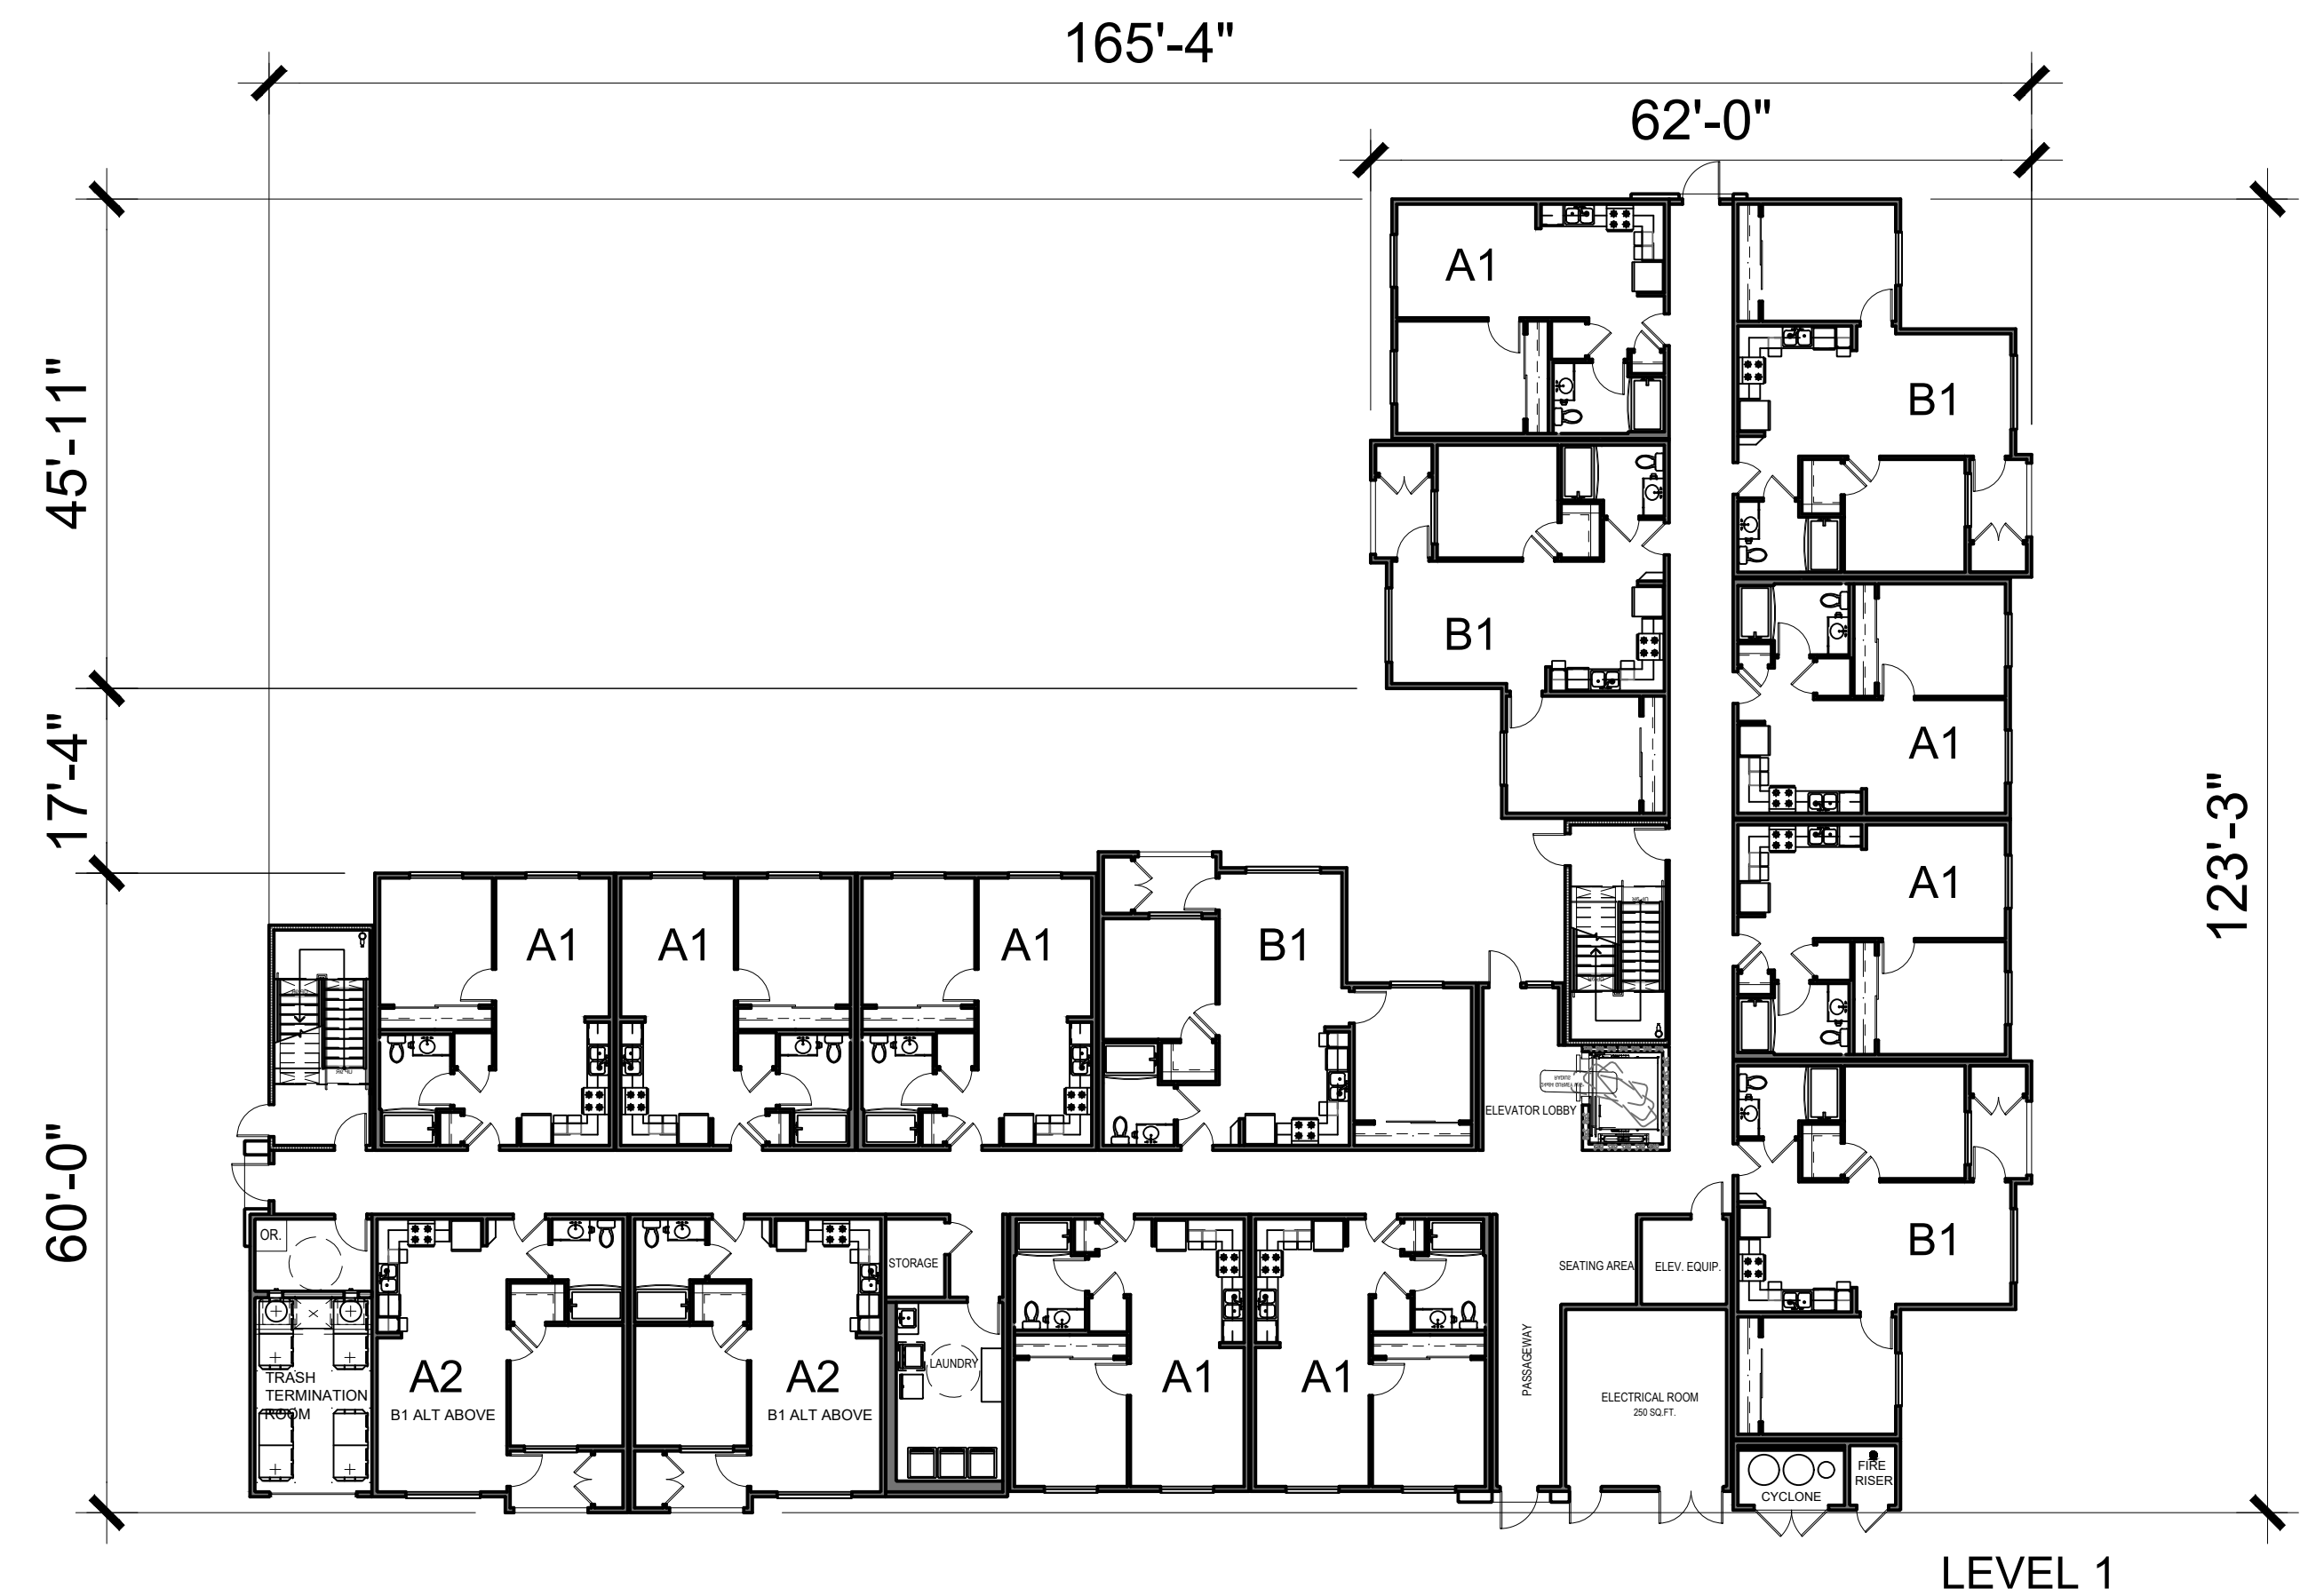 165'-4"
62'-0"
A1
45'-11"
B1
B1
17'-4"
A1
123'-3"
A1
A1
A1
A1
B1
ELEVATOR LOBBY
60'-0"
OR.
STORAGE
SEATING AREA
ELEV. EQUIP.
B1
PASSAGEWAY
LAUNDRY
TRASH
TERMINATION
ROOM
A2
B1 ALT ABOVE
A2
B1 ALT ABOVE
A1
A1
ELECTRICAL ROOM
250 SQ.FT.
FIRE
RISER
CYCLONE
LEVEL 1